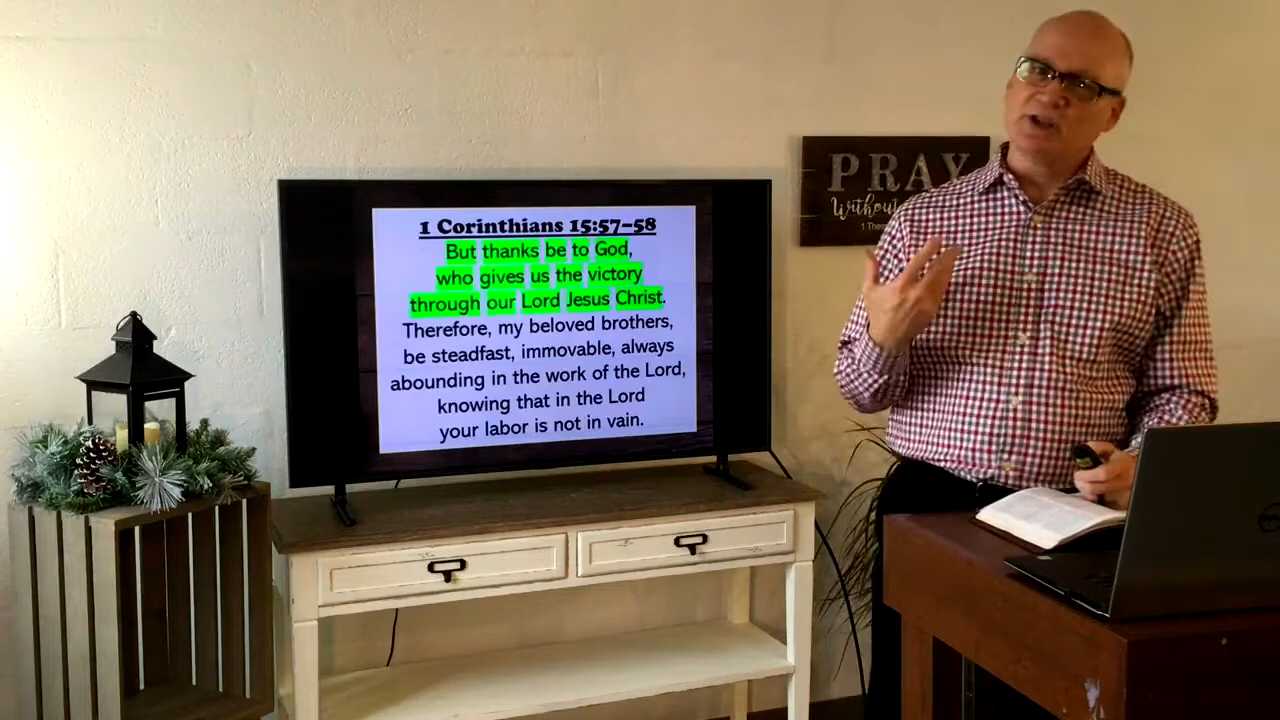 1 Corinthians 15:57–58
But thanks be to God,
who gives us the victory
through our Lord Jesus Christ.
Therefore, my beloved brothers,
be steadfast, immovable, always
abounding in the work of the Lord,
knowing that in the Lord
your labor is not in vain.
PRAY
Without